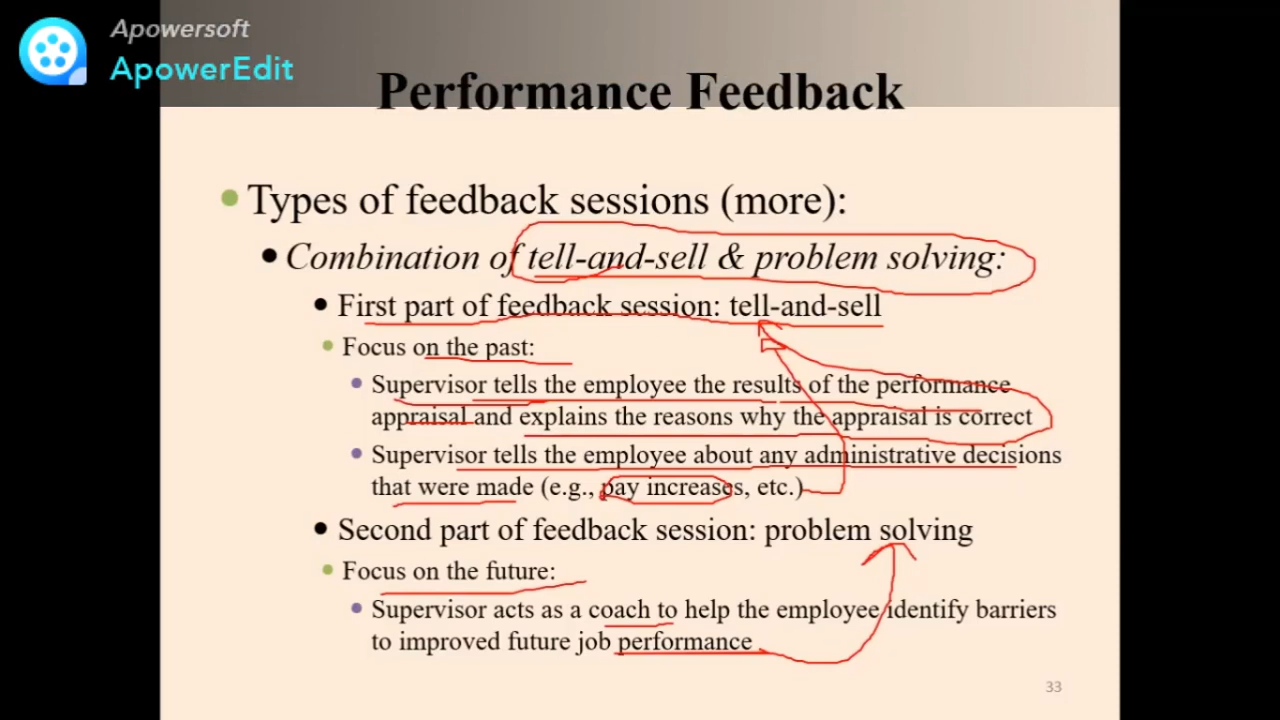 Apowersoft
ApowerEdit
Performance Feedback
Types of feedback sessions (more):
Combination of tell-and-sell & problem solving:
First part of feedback session: tell-and-sell
Focus on the past:
Supervisor tells the employee the results of the performance
appraisal and explains the reasons why the appraisal is correct
Supervisor tells the employee about any administrative decisions
that were made (e.g., pay increases, etc.)
Second part of feedback session: problem solving
Focus on the future:
Supervisor acts as a coach to help the employee identify barriers
to improved future job performance
33